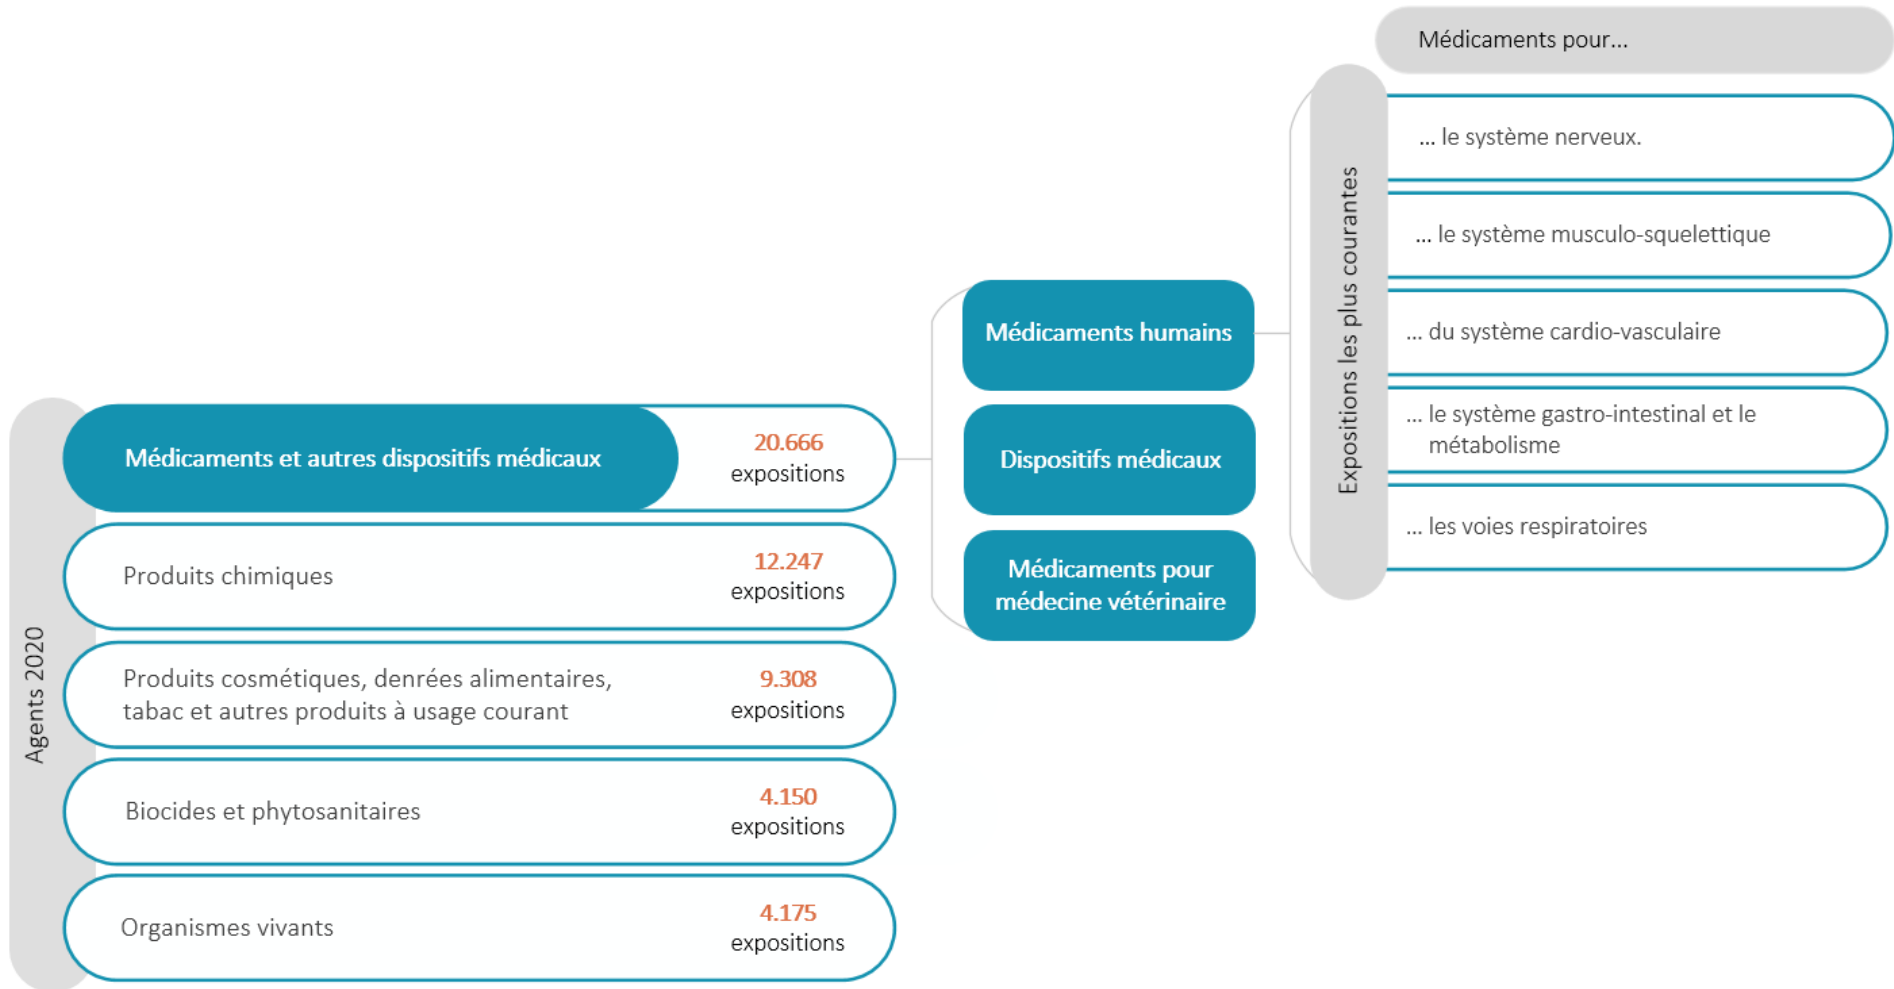 Agents 2020
Médicaments et autres dispositifs médicaux
20.666
expositions
Produits chimiques
12.247
expositions
Produits cosmétiques, denrées alimentaires,
tabac et autres produits à usage courant
9.308
expositions
Biocides et phytosanitaires
4.150
expositions
Organismes vivants
4.175
expositions
Médicaments humains
Dispositifs médicaux
Médicaments pour
médecine vétérinaire
Expositions les plus courantes
Médicaments pour...
... le système nerveux.
... le système musculo-squelettique
... du système cardio-vasculaire
... le système gastro-intestinal et le
métabolisme
... les voies respiratoires